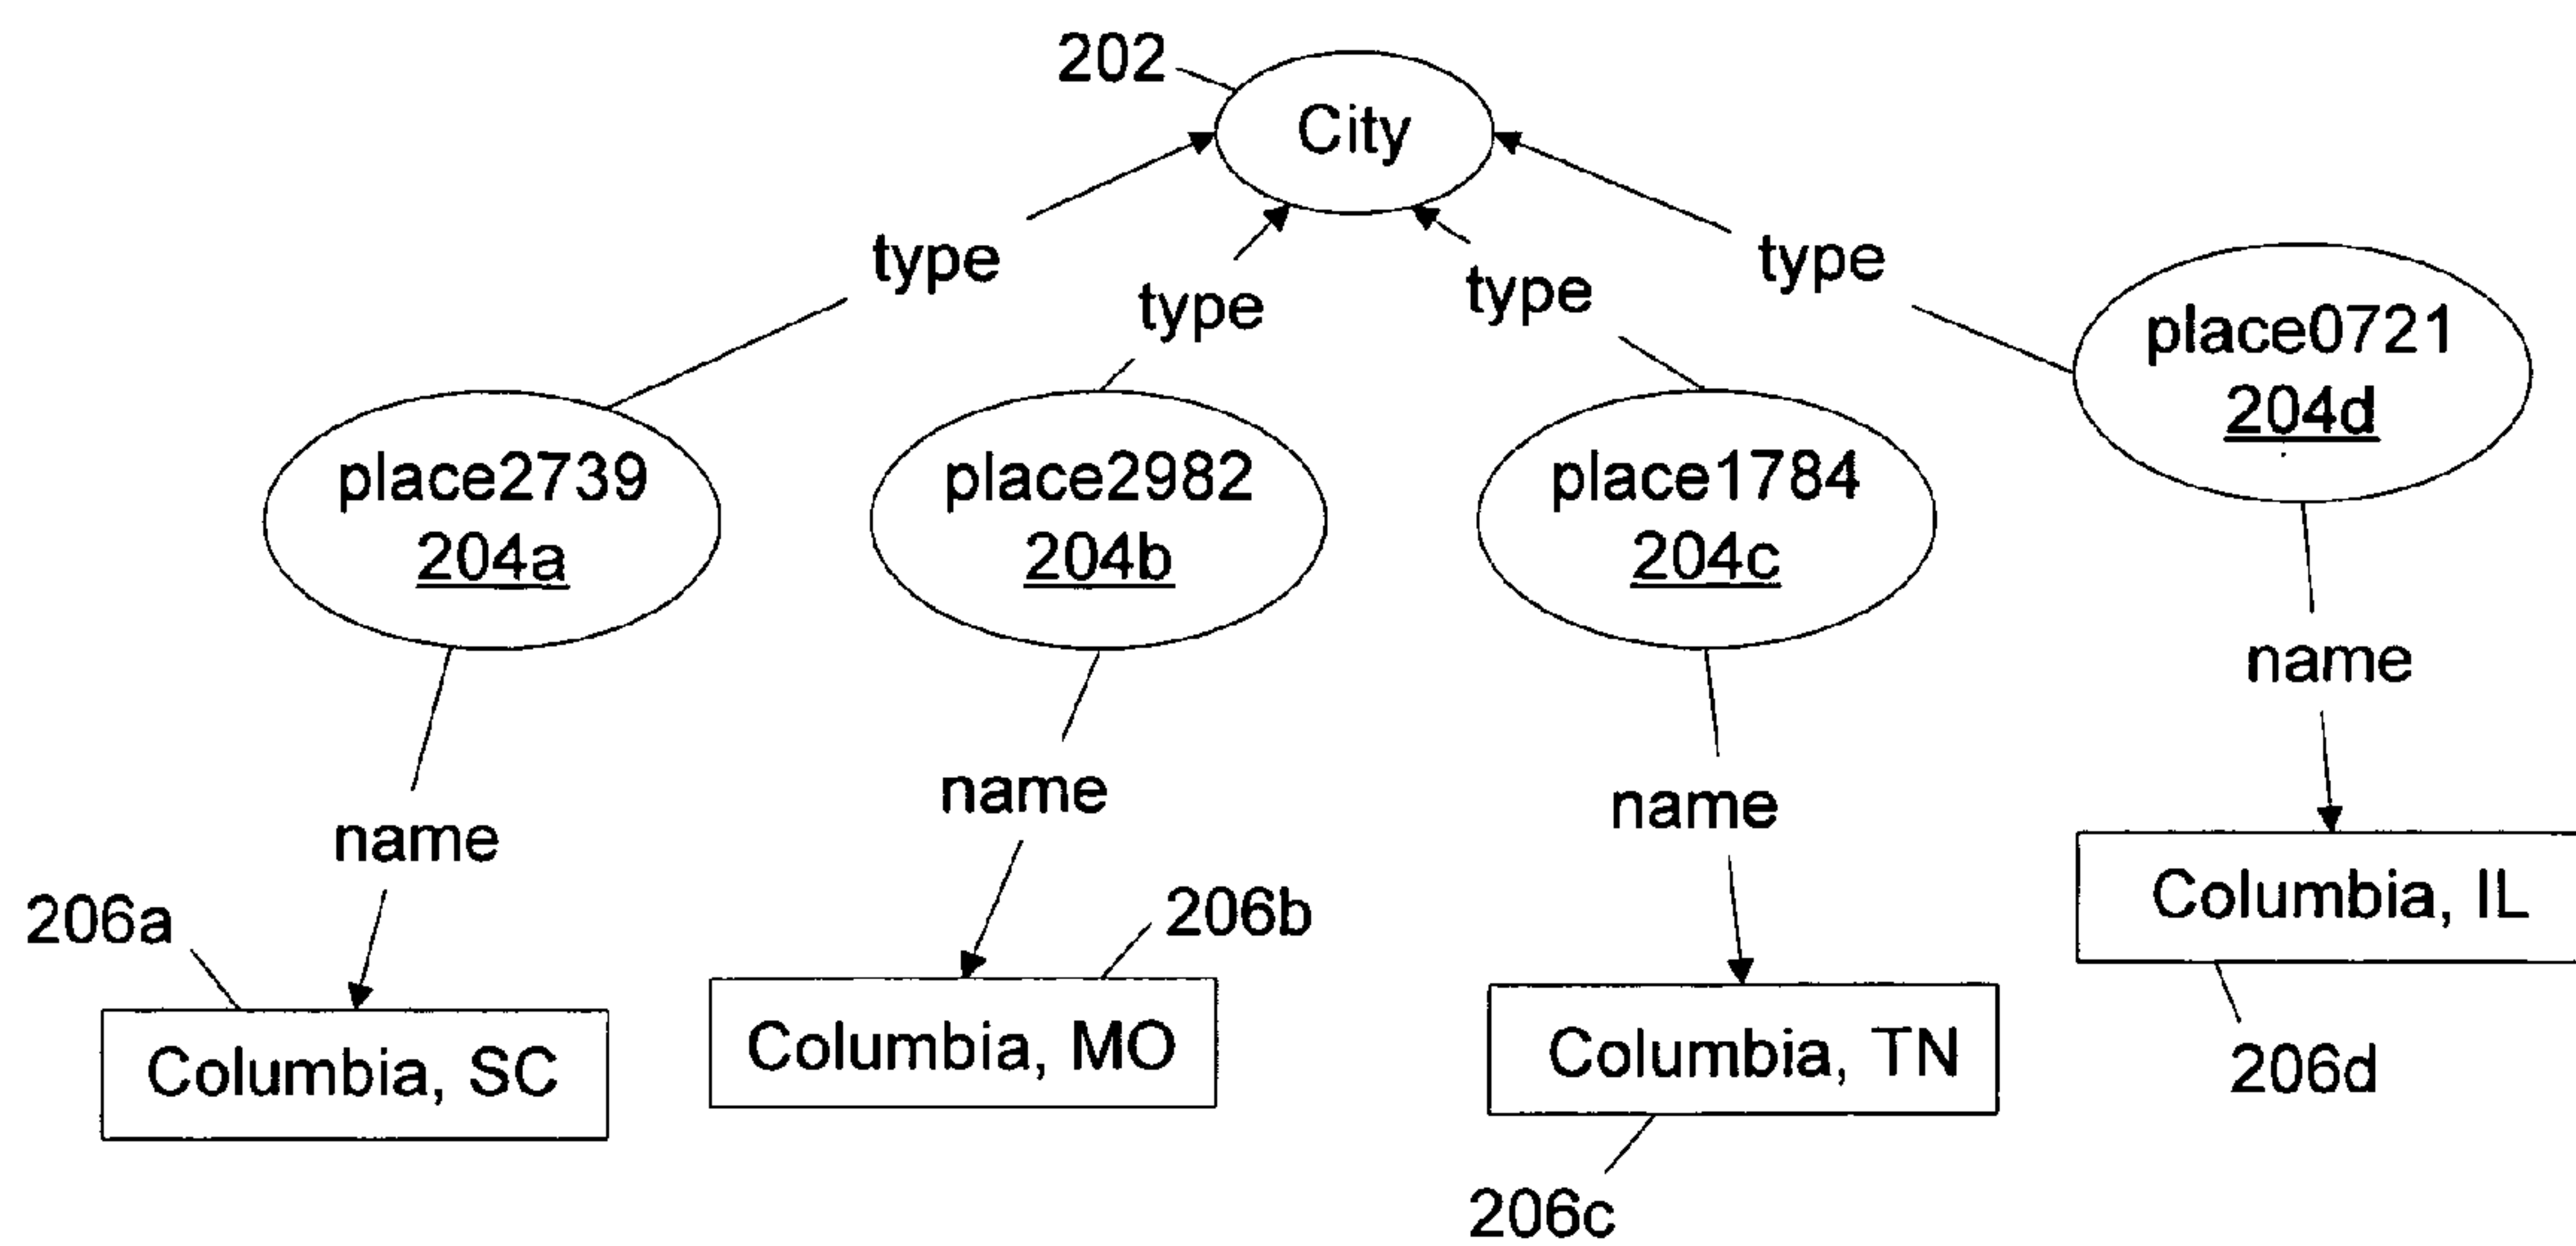 202
City
type
type
type
type
place2739
204a
place2982
204b
place1784
204c
place0721
204d
name
name
name
name
206a
Columbia, SC
206b
Columbia, MO
Columbia, TN
206c
Columbia, IL
206d